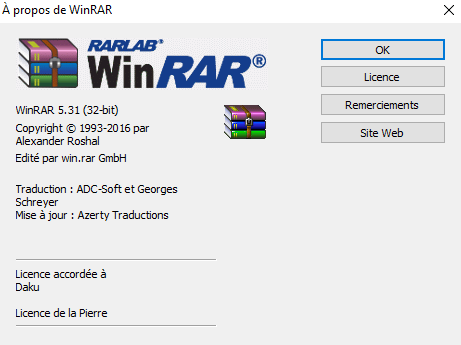 À propos de WinRAR
RARLAB®
WinRAR®
OK
Licence
Remerciements
Site Web
WinRAR 5.31 (32-bit)
Copyright © 1993-2016 par
Alexander Roshal
Edité par win.rar GmbH
Traduction : ADC-Soft et Georges
Schreyer
Mise à jour : Azerty Traductions
Licence accordée à
Daku
Licence de la Pierre